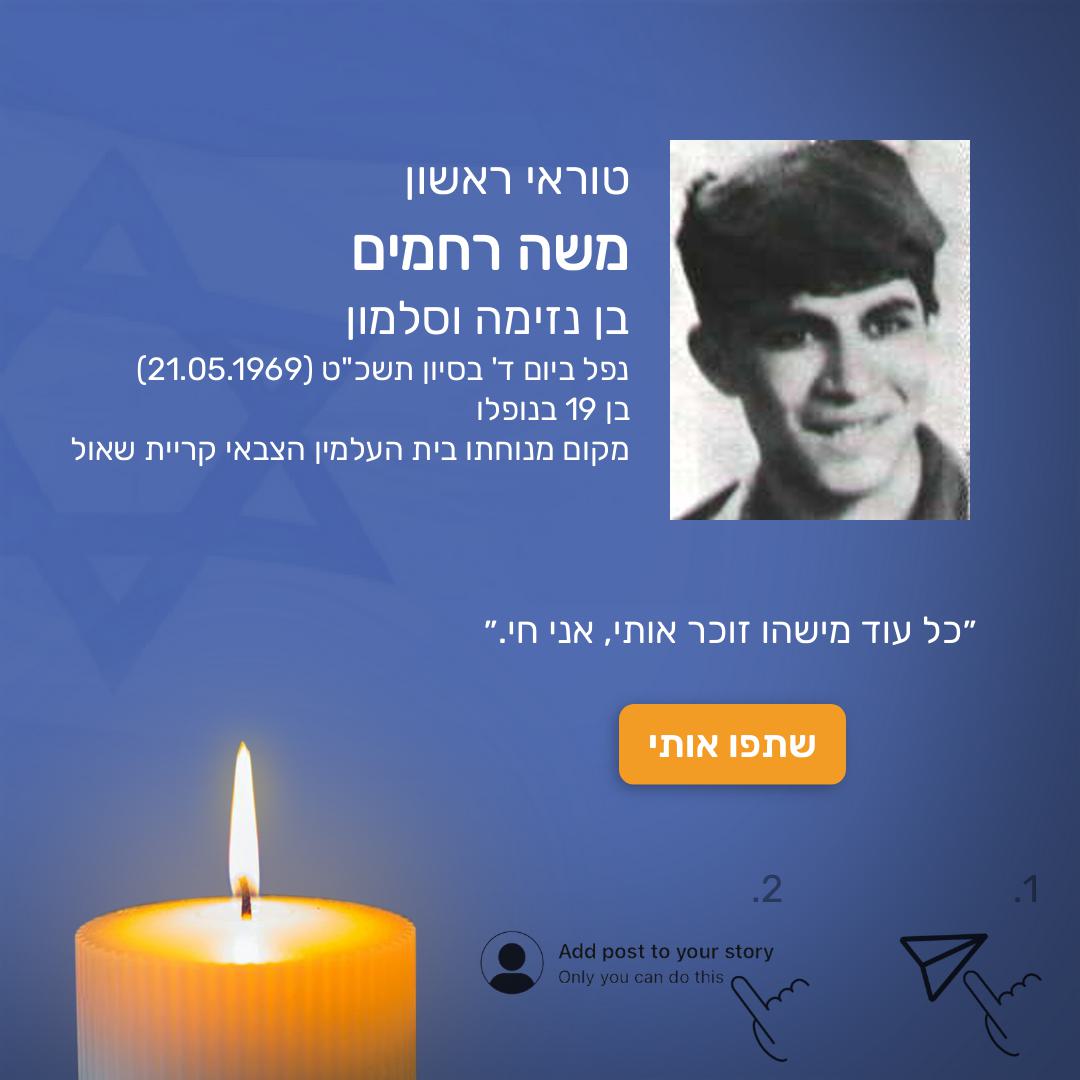 טוראי ראשון
משה רחמים
בן נזימה וסלמון
נפל ביום ד' בסיון תשכ"ט (21.05.1969)
בן 19 בנופלו
מקום מנוחתו בית העלמין הצבאי קריית שאול
״כל עוד מישהו זוכר אותי, אני חי.״
שתפו אותי
1.
2.
Add post to your story
Only you can do this